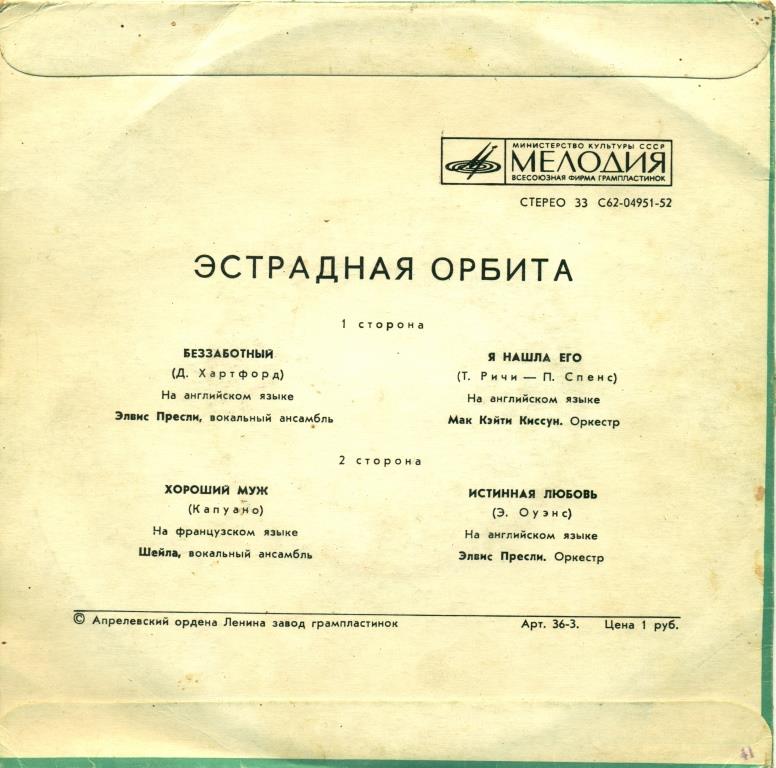 МИНИСТЕРСТВО КУЛЬТУРЫ СССР
МЕЛОДИЯ
ВСЕСОЮЗНАЯ ФИРМА ГРАМПЛАСТИНОК
СТЕРЕО 33 С62-04951-52
ЭСТРАДНАЯ ОРБИТА
1 сторона
БЕЗЗАБОТНЫЙ
(Д. Хартфорд)
На английском языке
Элвис Пресли, вокальный ансамбль
Я НАШЛА ЕГО
(Т. Ричи — П. Спенс)
На английском языке
Мак Кэйти Киссун. Оркестр
2 сторона
ХОРОШИЙ МУЖ
(Капуано)
На французском языке
Шейла, вокальный ансамбль
ИСТИННАЯ ЛЮБОВЬ
(Э. Оуэнс)
На английском языке
Элвис Пресли. Оркестр
© Апрелевский ордена Ленина завод грампластинок Арт. 36-3. Цена 1 руб.